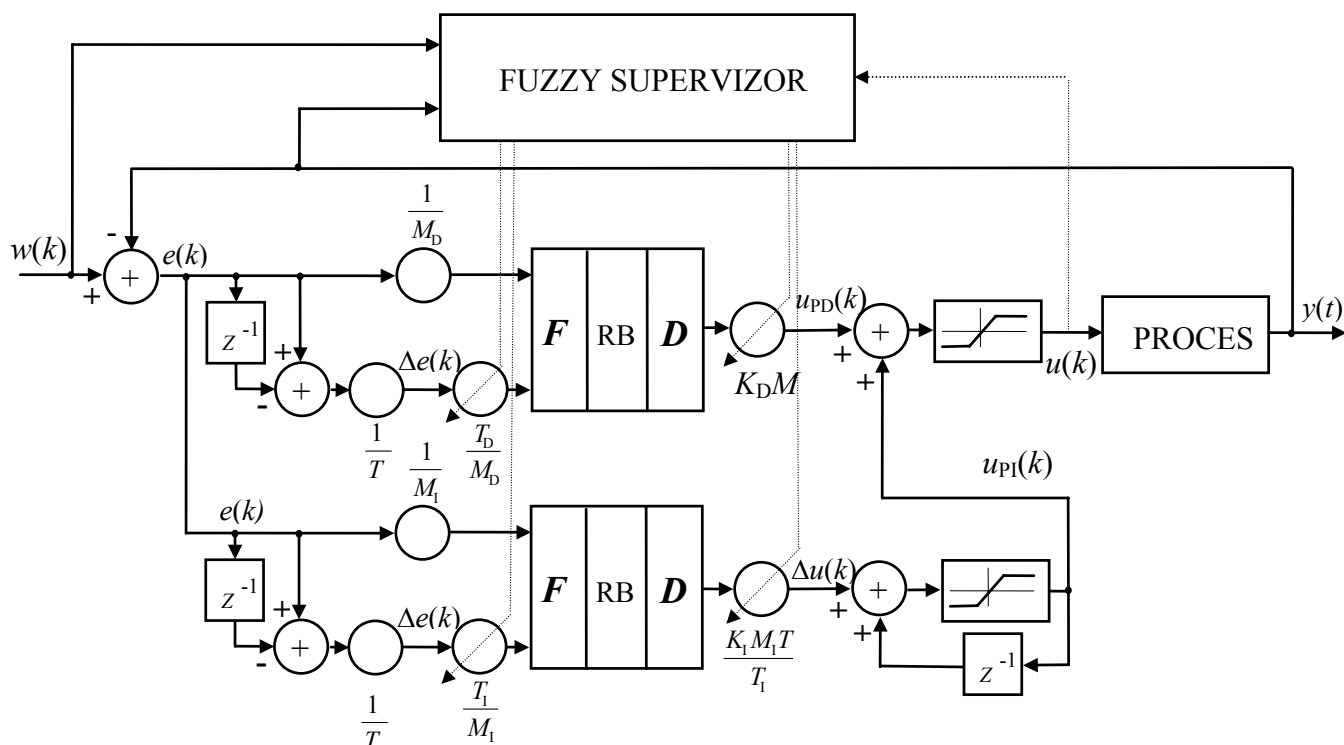 FUZZY SUPERVIZOR
1
M_D
w(k)
-
+
+
e(k)
z^-1
+
-
+
1
T
Δe(k)
T_D
M_D
F RB D
u_PD(k)
K_D M
+
+
u(k)
PROCES
y(t)
u_PI(k)
1
M_I
e(k)
z^-1
+
-
+
1
T
Δe(k)
T_I
M_I
F RB D
K_I M_I T
T_I
Δu(k)
+
+
+
z^-1